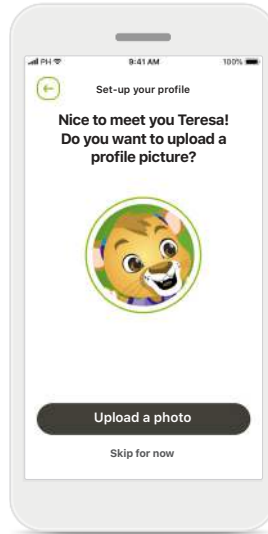 PH 9:41 AM 100%
Set-up your profile
Nice to meet you Teresa!
Do you want to upload a
profile picture?
Upload a photo
Skip for now